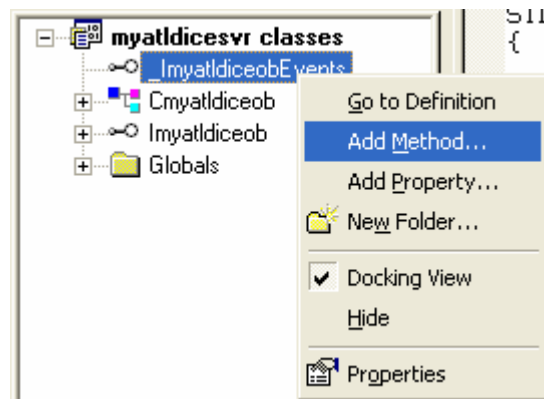 STI
{
myatldicesvr classes
_ImyatldiceobEvents
Cmyatldiceob
Imyatldiceob
Globals
Go to Definition
Add Method...
Add Property...
New Folder...
Docking View
Hide
Properties